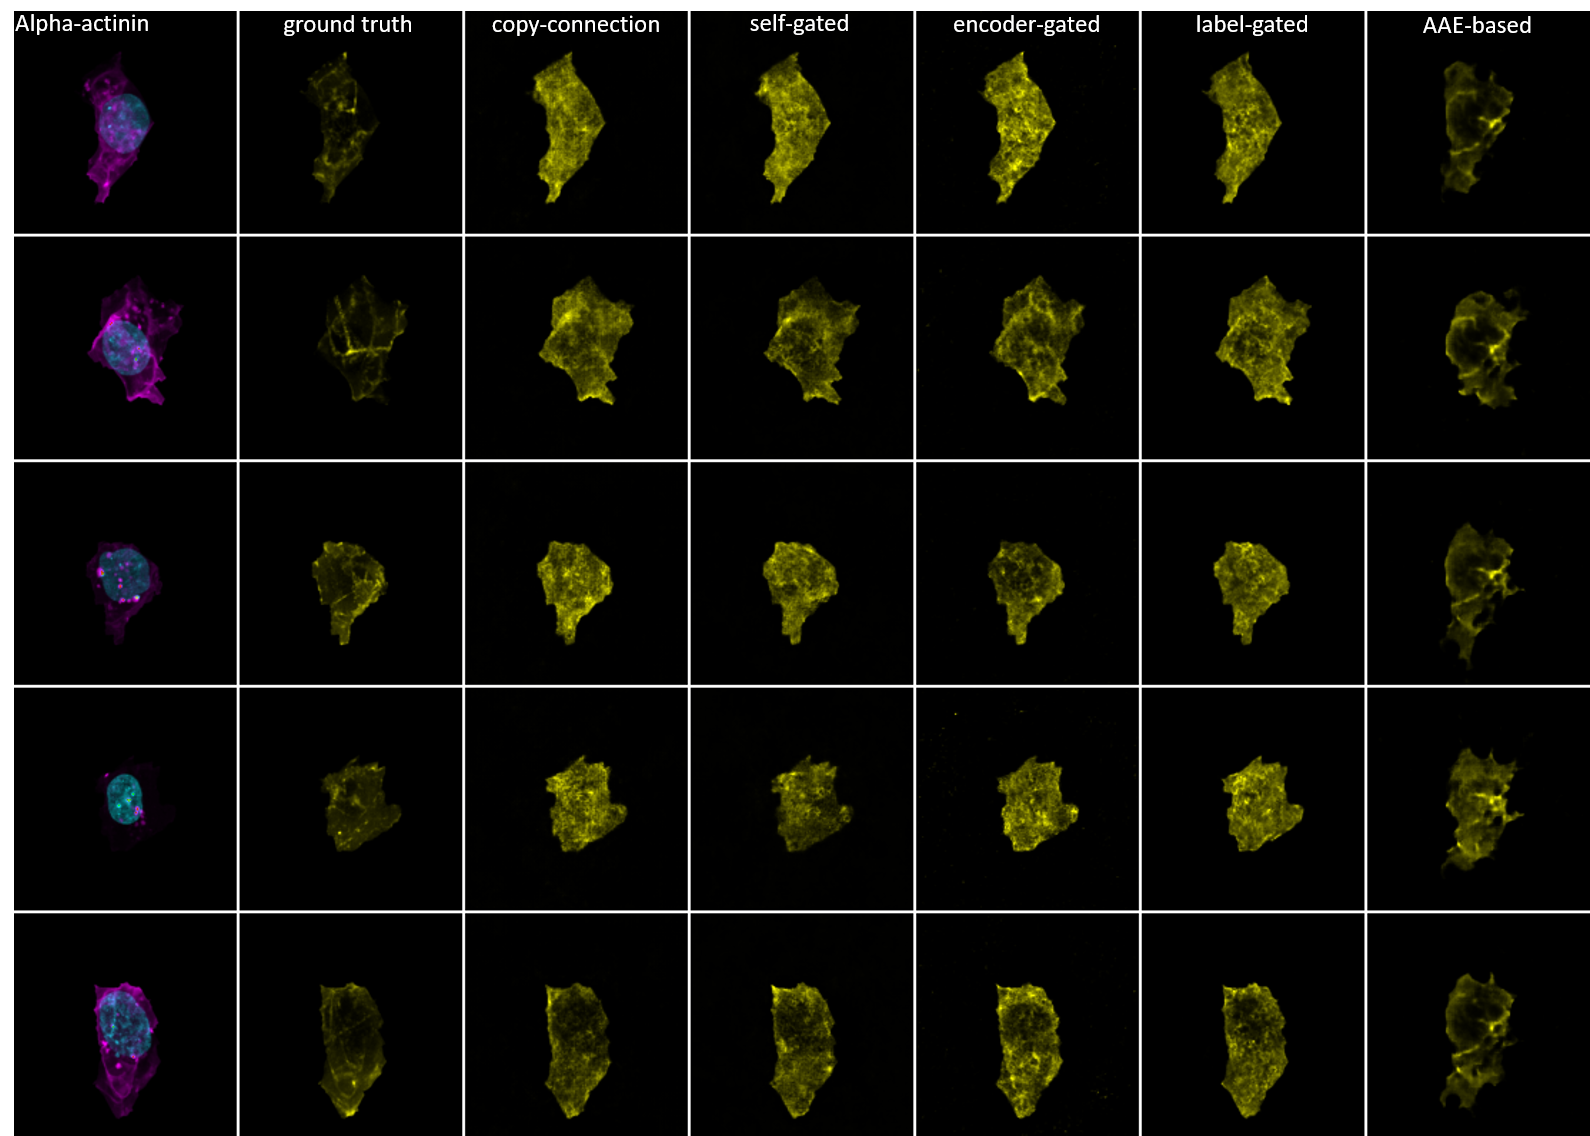 Alpha-actinin
ground truth
copy-connection
self-gated
encoder-gated
label-gated
AAE-based